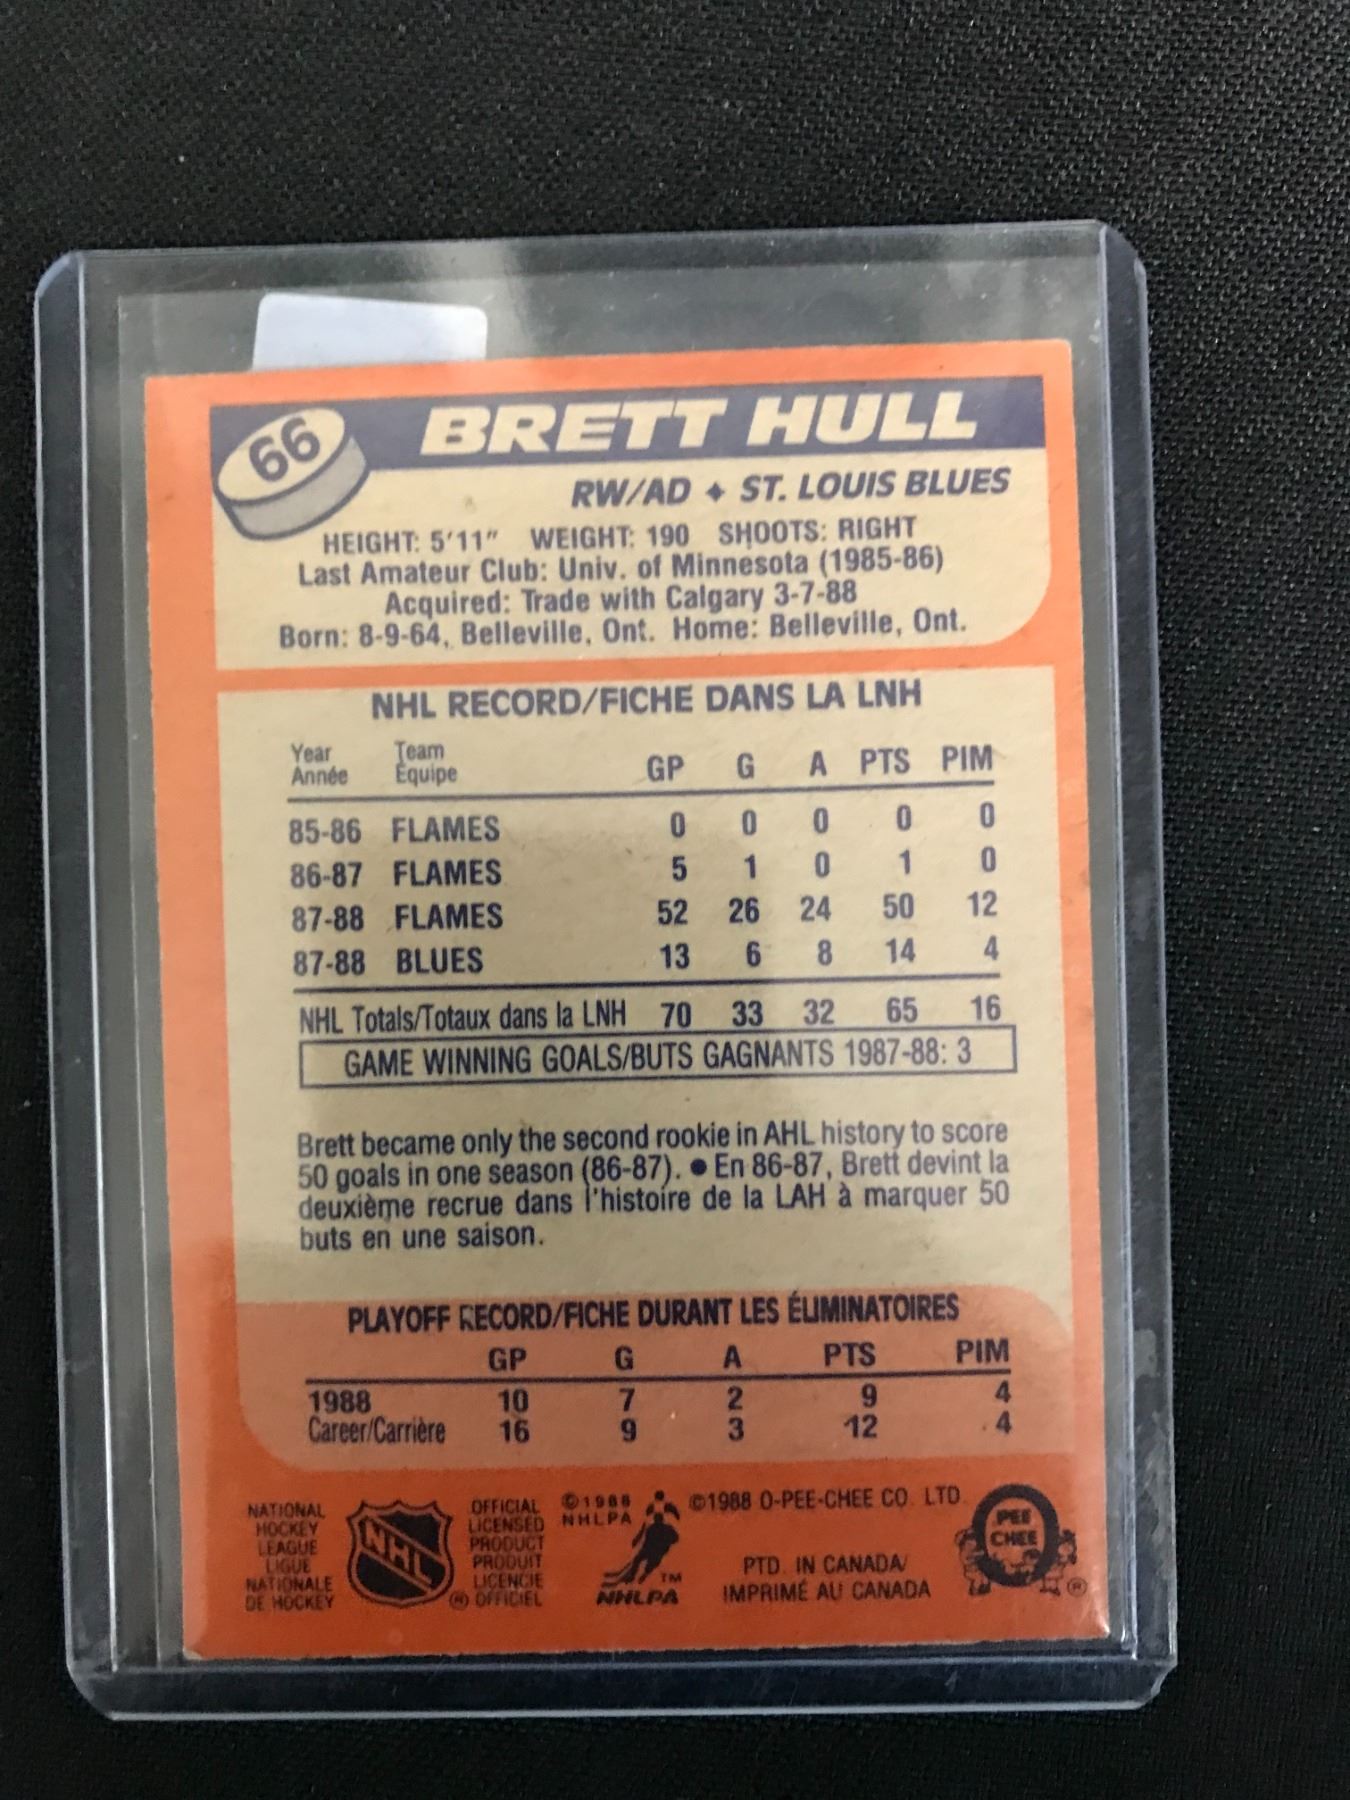 66
BRETT HULL
RW/AD ✦ ST. LOUIS BLUES
HEIGHT: 5'11" WEIGHT: 190 SHOOTS: RIGHT
Last Amateur Club: Univ. of Minnesota (1985-86)
Acquired: Trade with Calgary 3-7-88
Born: 8-9-64, Belleville, Ont. Home: Belleville, Ont.
NHL RECORD/FICHE DANS LA LNH
Year Team
Année Équipe GP G A PTS PIM
85-86 FLAMES 0 0 0 0 0
86-87 FLAMES 5 1 0 1 0
87-88 FLAMES 52 26 24 50 12
87-88 BLUES 13 6 8 14 4
NHL Totals/Totaux dans la LNH 70 33 32 65 16
GAME WINNING GOALS/BUTS GAGNANTS 1987-88: 3
Brett became only the second rookie in AHL history to score
50 goals in one season (86-87). ● En 86-87, Brett devint la
deuxième recrue dans l'histoire de la LAH à marquer 50
buts en une saison.
PLAYOFF RECORD/FICHE DURANT LES ÉLIMINATOIRES
GP G A PTS PIM
1988 10 7 2 9 4
Career/Carrière 16 9 3 12 4
NATIONAL
HOCKEY
LEAGUE
LIGUE
NATIONALE
DE HOCKEY
NHL
OFFICIAL
LICENSED
PRODUCT
PRODUIT
LICENCIE
® OFFICIEL
©1988
NHLPA
TM
NHLPA
©1988 O-PEE-CHEE CO. LTD.
PTD. IN CANADA/
IMPRIMÉ AU CANADA
PEE
CHEE
®